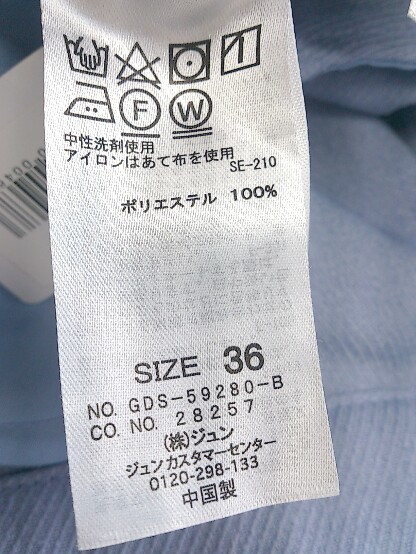 F W
中性洗剤使用
アイロンはあて布を使用
SE-210
ポリエステル 100%
SIZE 36
NO. GDS-59280-B
CO. NO. 28257
(株)ジュン
ジュンカスタマーセンター
0120-298-133
中国製